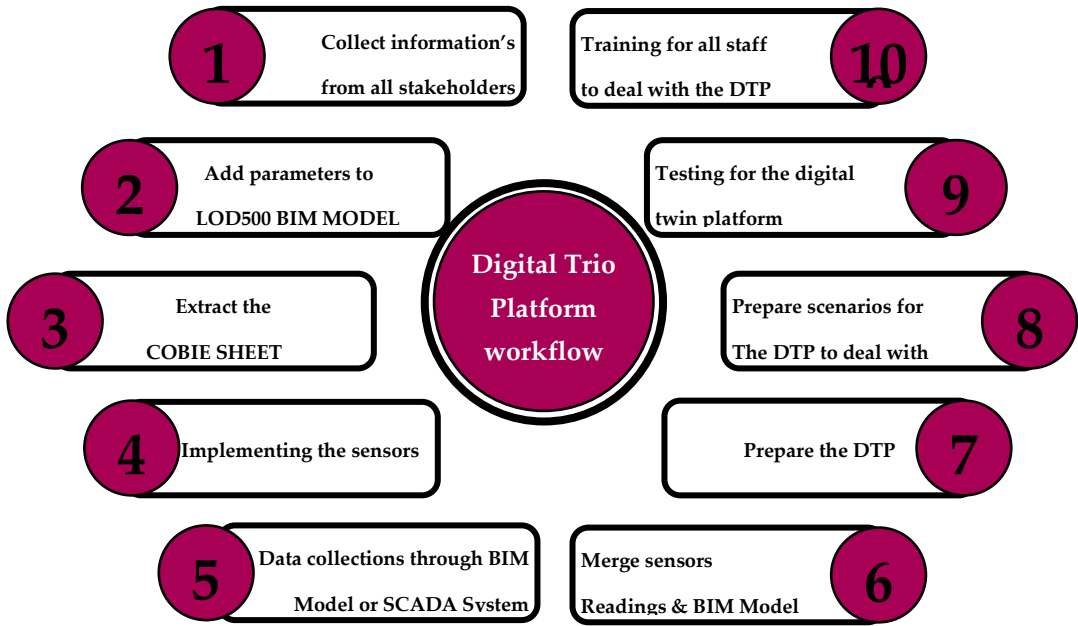 1
Collect information's
from all stakeholders
2
Add parameters to
LOD500 BIM MODEL
3
Extract the
COBIE SHEET
4
Implementing the sensors
5
Data collections through BIM
Model or SCADA System
Digital Trio
Platform
workflow
10
Training for all staff
to deal with the DTP
9
Testing for the digital
twin platform
8
Prepare scenarios for
The DTP to deal with
7
Prepare the DTP
6
Merge sensors
Readings & BIM Model